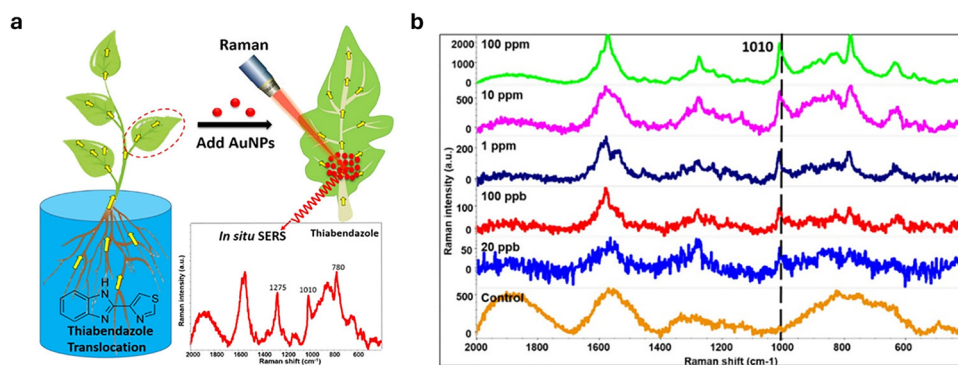 a
Raman
Add AuNPs
In situ SERS
Thiabendazole
1275
1010
780
Raman intensity (a.u.)
2000 1800 1600 1400 1200 1000 800 600
Raman shift (cm-1)
H
N
N
S
N
Thiabendazole
Translocation
b
Raman intensity (a.u.)
100 ppm
1010
2000
1000
0
10 ppm
500
0
1 ppm
200
0
100 ppb
100
0
20 ppb
50
0
Control
500
0
2000 1800 1600 1400 1200 1000 800 600
Raman shift (cm-1)